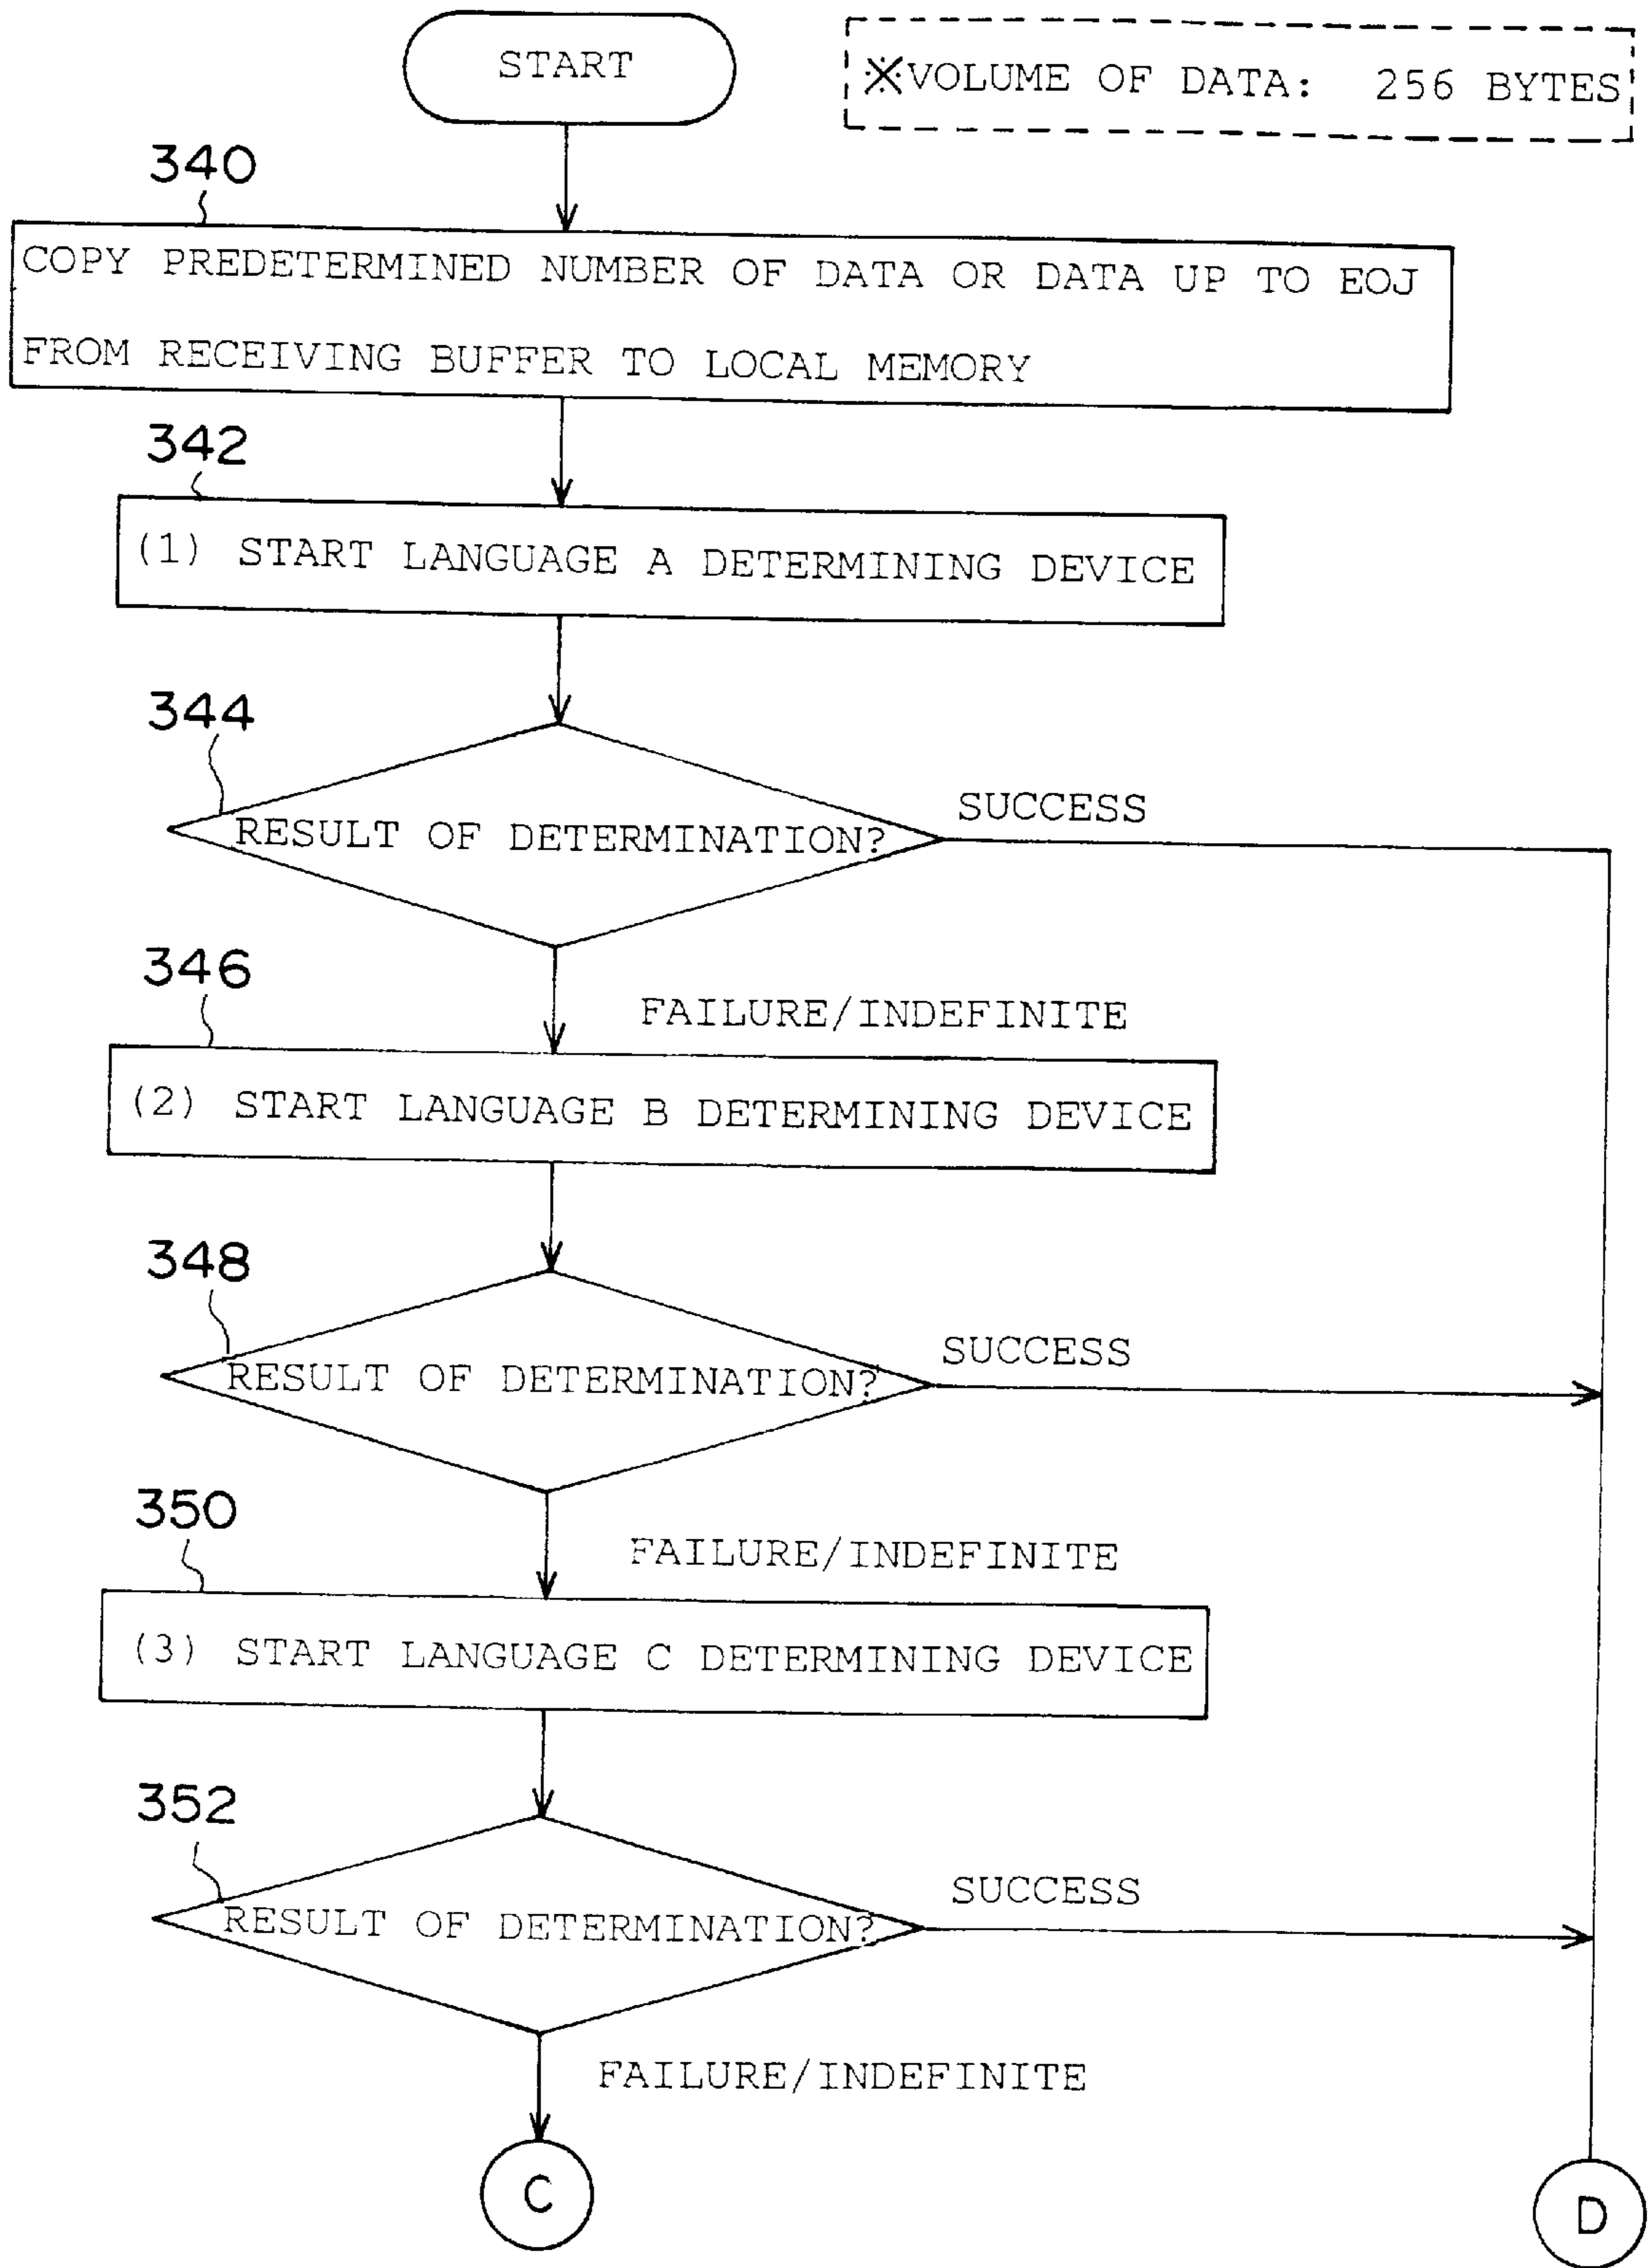 START
※VOLUME OF DATA: 256 BYTES
340
COPY PREDETERMINED NUMBER OF DATA OR DATA UP TO EOJ
FROM RECEIVING BUFFER TO LOCAL MEMORY
342
(1) START LANGUAGE A DETERMINING DEVICE
344
RESULT OF DETERMINATION?
SUCCESS
FAILURE/INDEFINITE
346
(2) START LANGUAGE B DETERMINING DEVICE
348
RESULT OF DETERMINATION?
SUCCESS
FAILURE/INDEFINITE
350
(3) START LANGUAGE C DETERMINING DEVICE
352
RESULT OF DETERMINATION?
SUCCESS
FAILURE/INDEFINITE
C
D